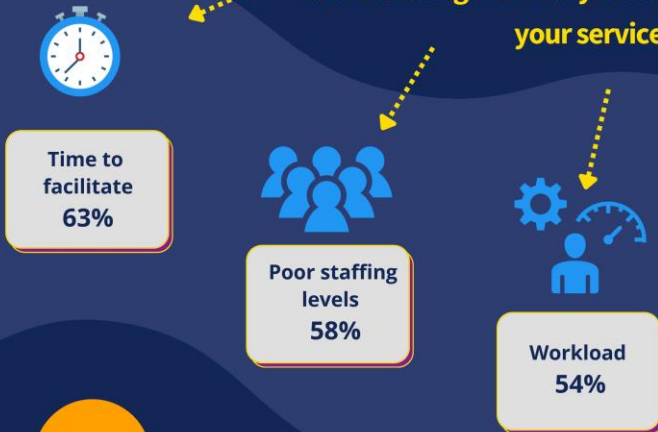 your service
Time to
facilitate
63%
Poor staffing
levels
58%
Workload
54%